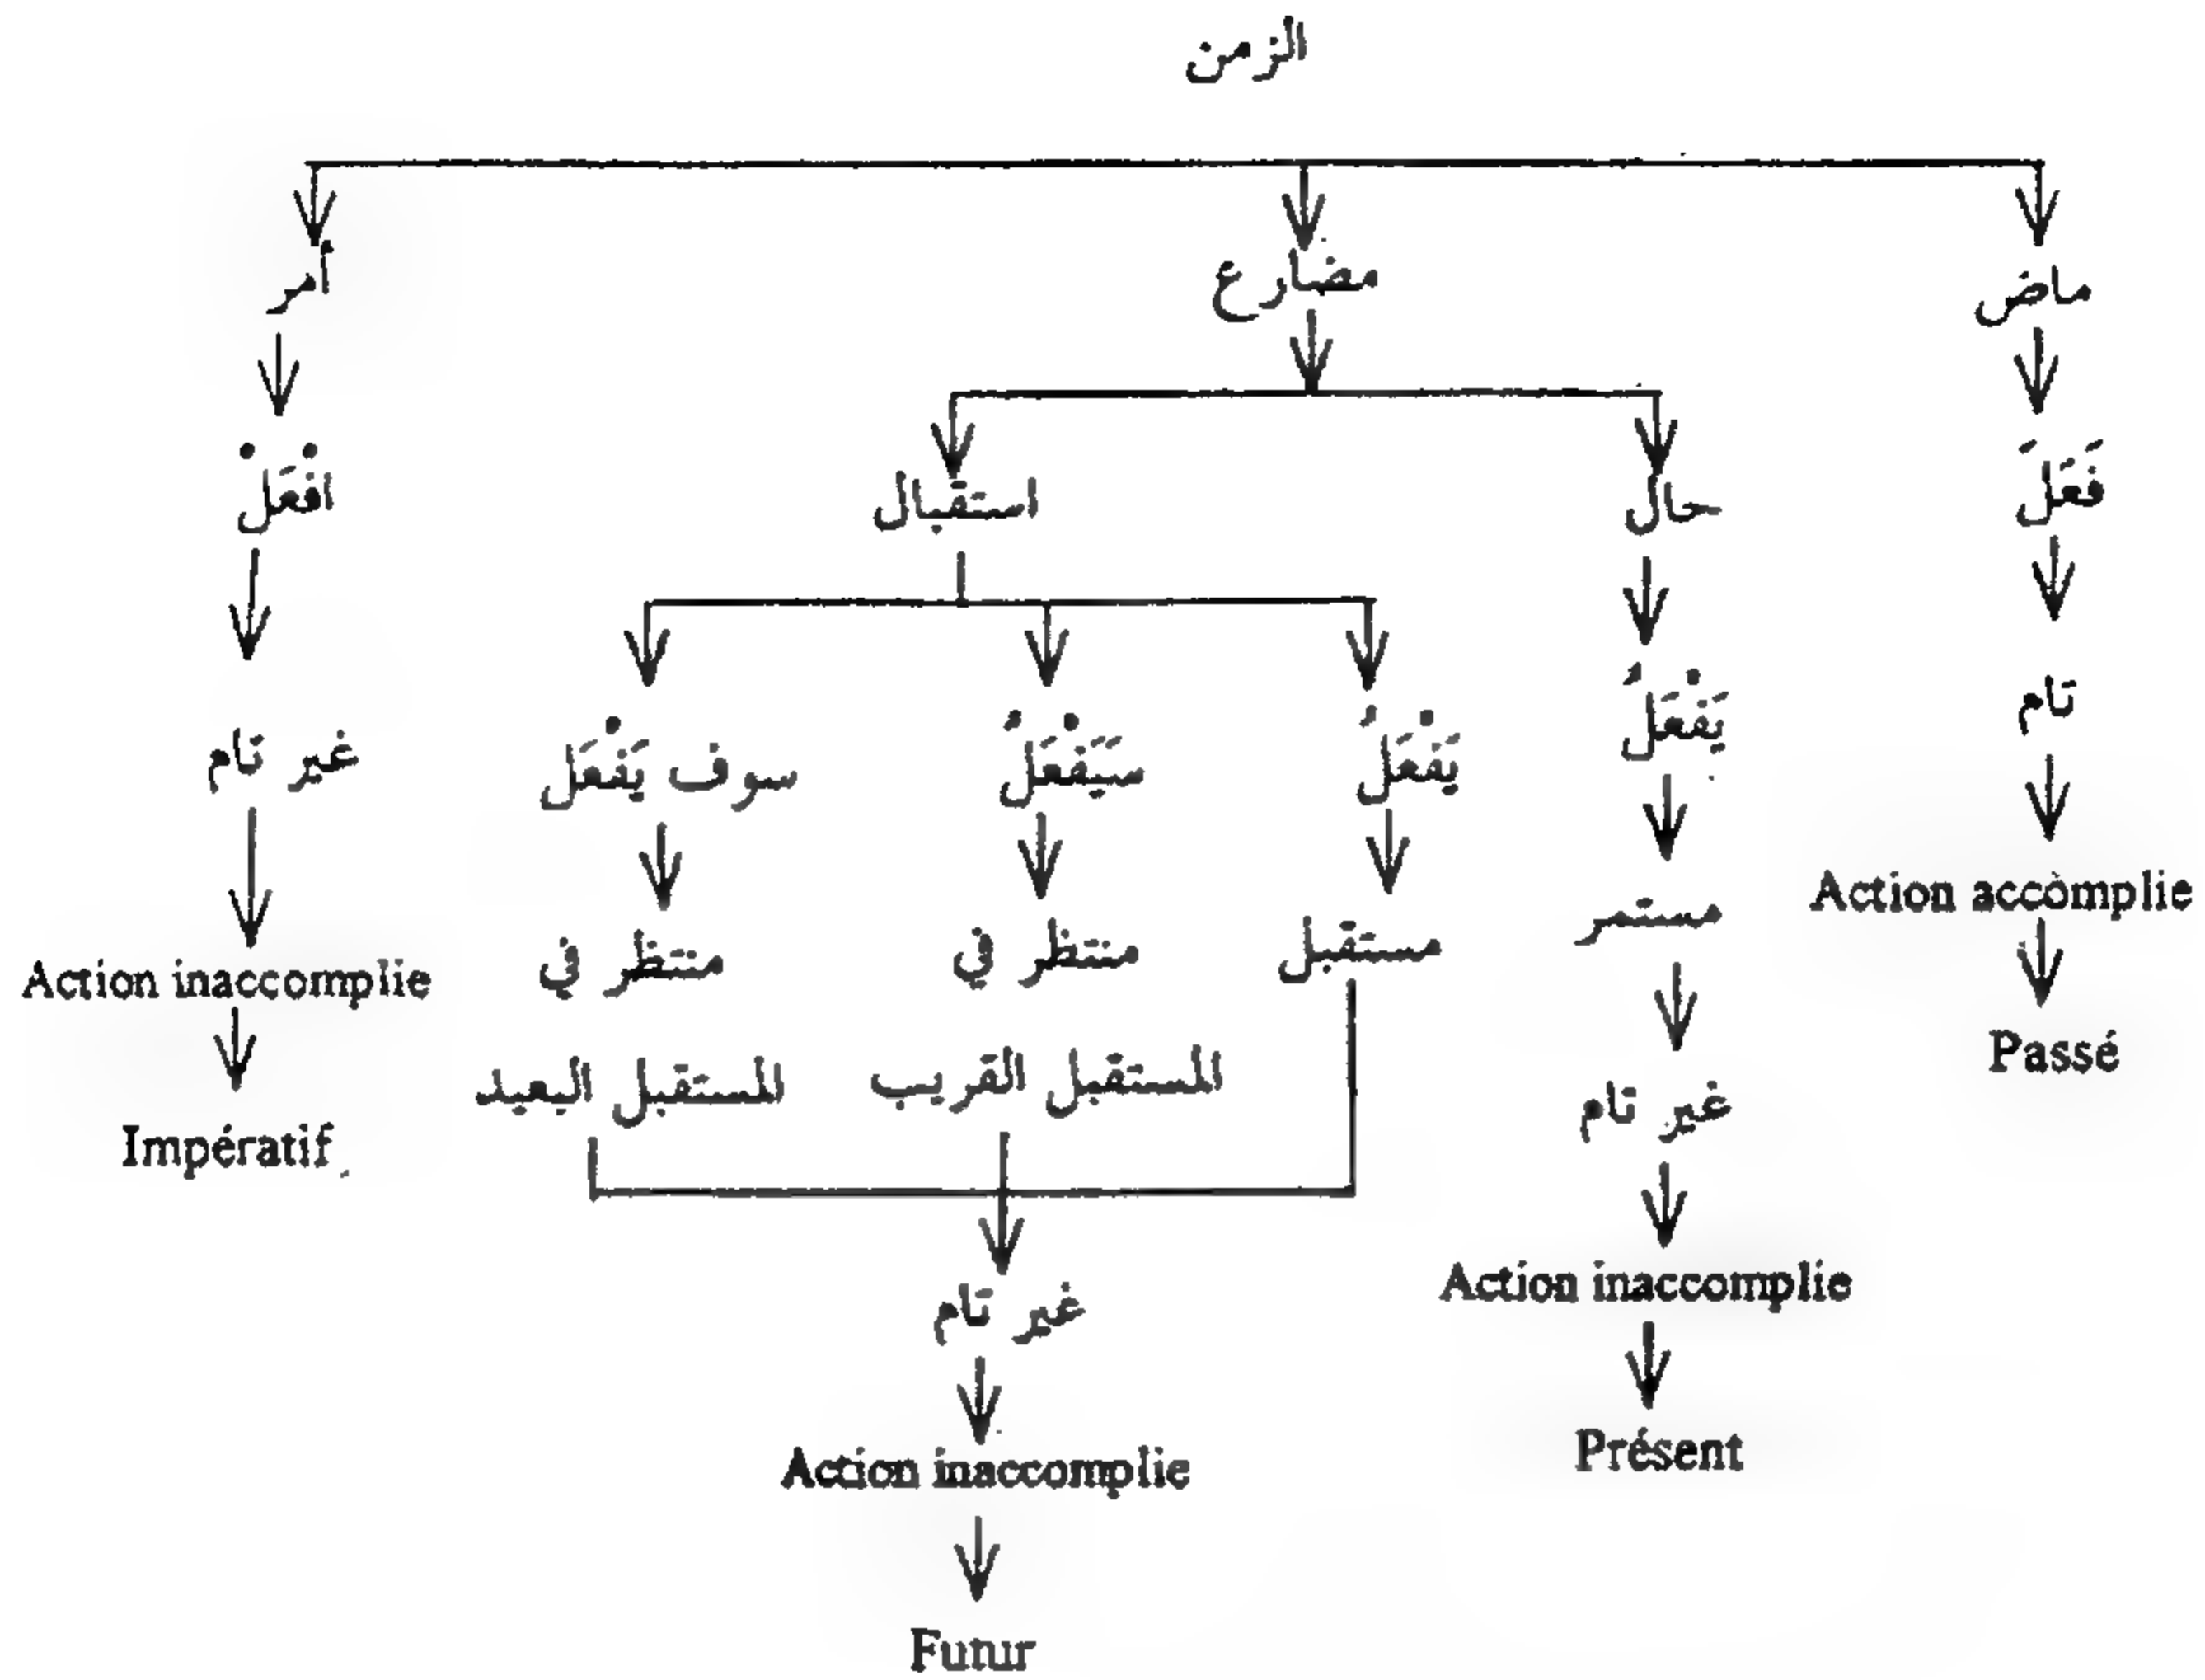 الزمن
ماض
مضارع
أمر
فَعَلَ
حال
استقبال
افْعَلْ
تام
يَفْعَلُ
يَفْعَلُ
سَيَفْعَلُ
سوف يَفْعَل
غير تام
Action accomplie
مستمر
مستقبل
منتظر في
المستقبل القريب
منتظر في
المستقبل البعيد
Action inaccomplie
Passé
غير تام
Impératif
Action inaccomplie
غير تام
Présent
Action inaccomplie
Futur